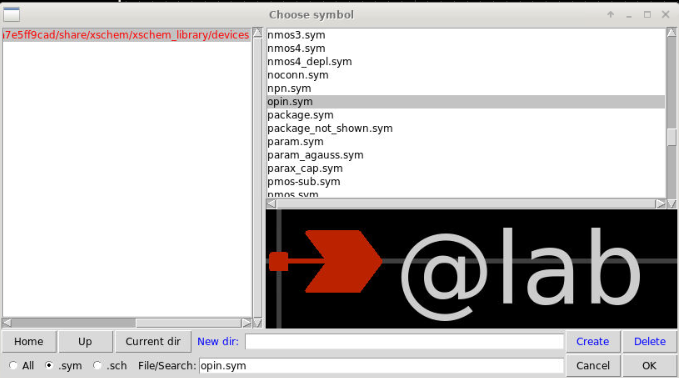 Choose symbol
7e5ff9cad/share/xschem/xschem_library/devices
nmos3.sym
nmos4.sym
nmos4_depl.sym
noconn.sym
npn.sym
opin.sym
package.sym
package_not_shown.sym
param.sym
param_agauss.sym
parax_cap.sym
pmos-sub.sym
pmos.sym
@lab
Home Up Current dir New dir: Create Delete
All .sym .sch File/Search: opin.sym Cancel OK